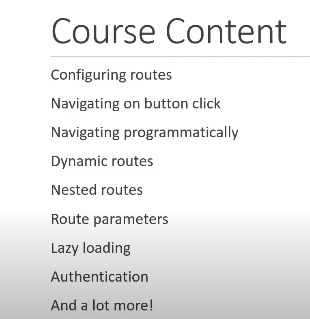 Course Content
Configuring routes
Navigating on button click
Navigating programmatically
Dynamic routes
Nested routes
Route parameters
Lazy loading
Authentication
And a lot more!